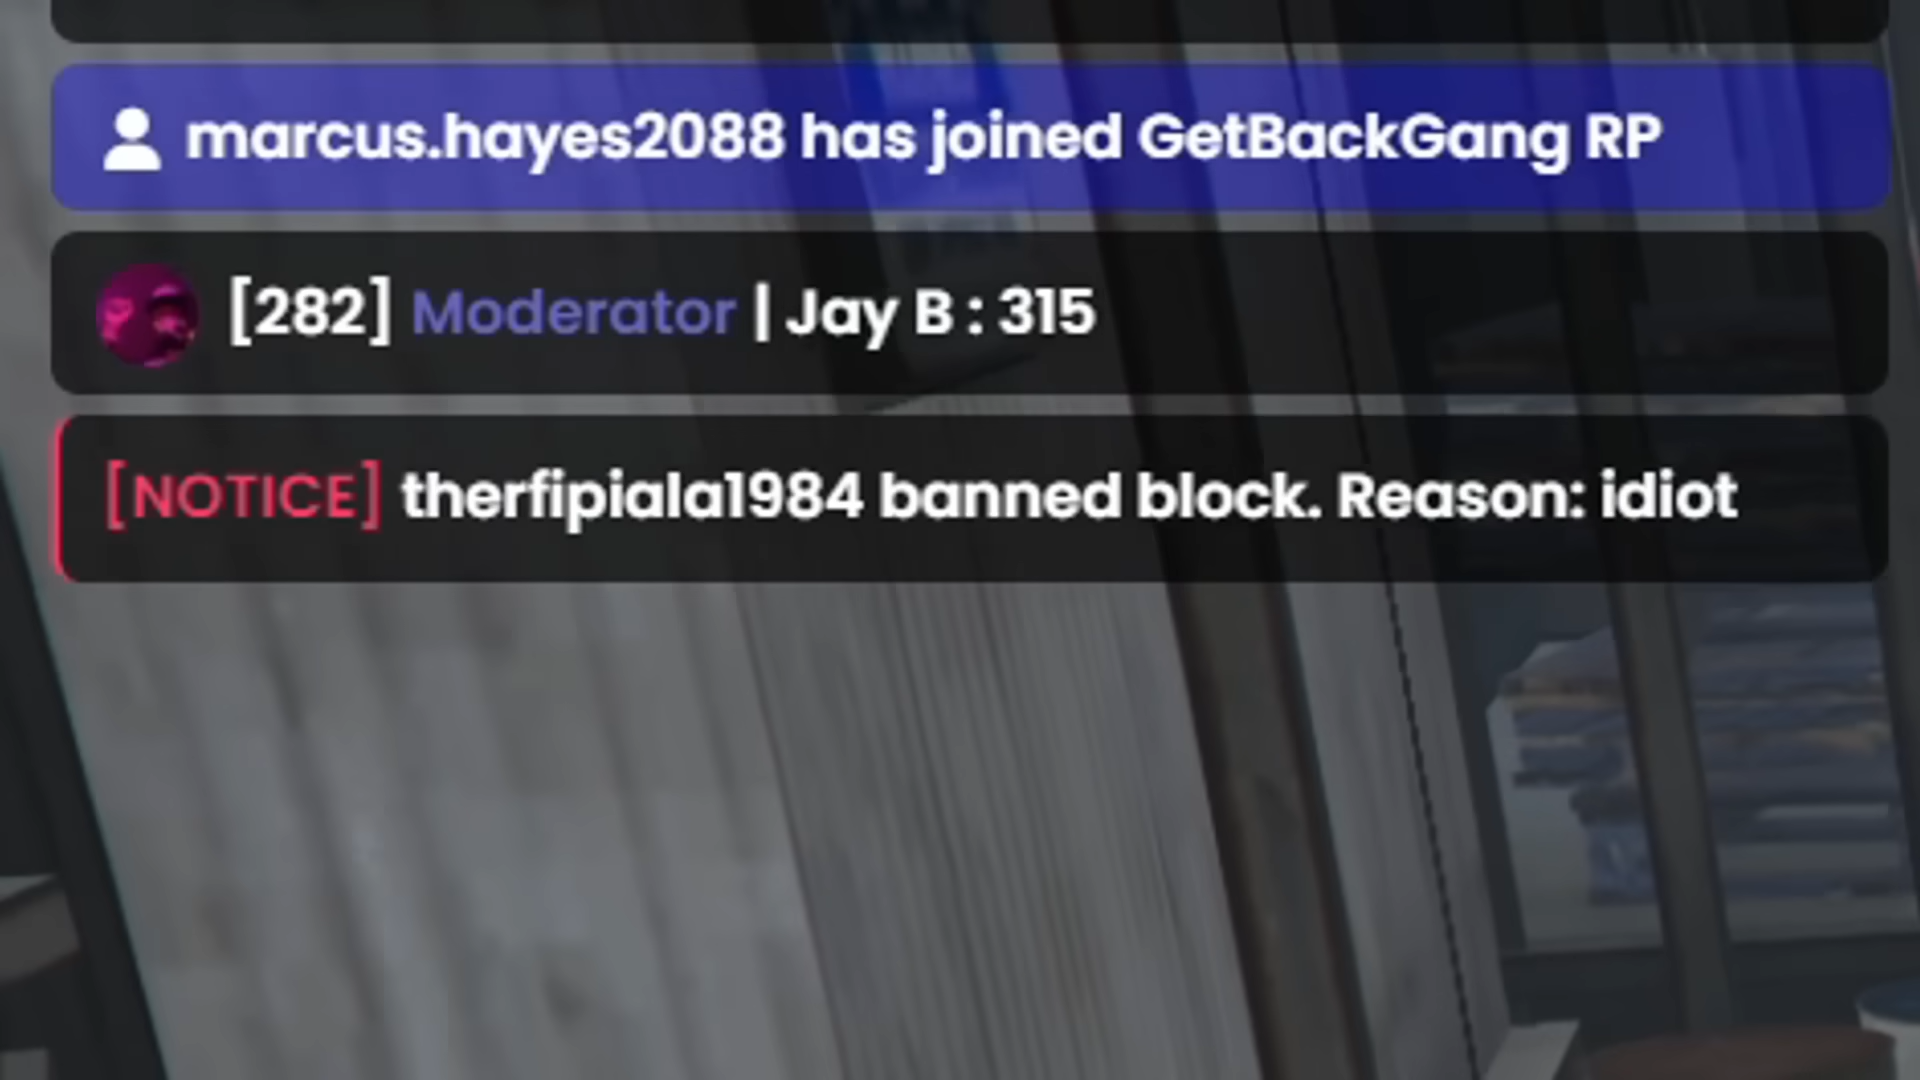 marcus.hayes2088 has joined GetBackGang RP
[282] Moderator | Jay B : 315
[NOTICE] therfipiala1984 banned block. Reason: idiot